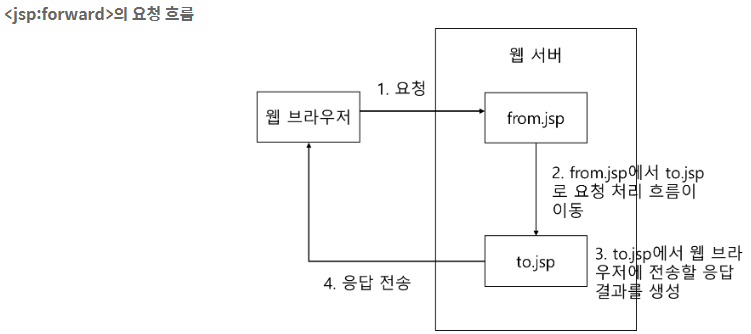 <jsp:forward>의 요청 흐름
웹 서버
1. 요청
웹 브라우저
from.jsp
2. from.jsp에서 to.jsp
로 요청 처리 흐름이
이동
to.jsp
3. to.jsp에서 웹 브라
우저에 전송할 응답
결과를 생성
4. 응답 전송